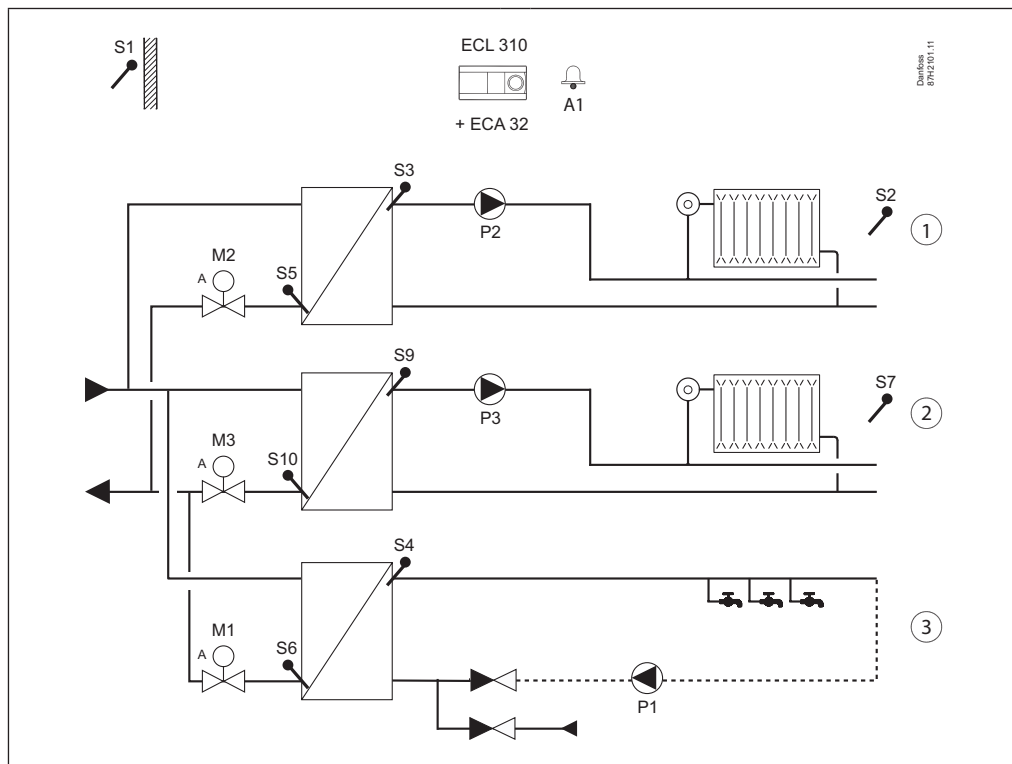 S1
ECL 310
A1
+ ECA 32
Danfoss
87H2101.11
S3
P2
S2
1
M2
A
S5
S9
P3
S7
2
M3
A
S10
S4
3
M1
A
S6
P1